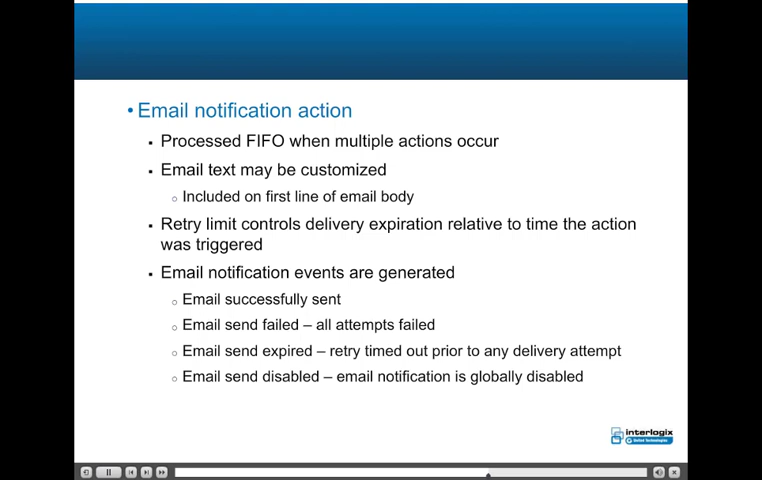 • Email notification action
▪ Processed FIFO when multiple actions occur
▪ Email text may be customized
○ Included on first line of email body
▪ Retry limit controls delivery expiration relative to time the action
was triggered
▪ Email notification events are generated
○ Email successfully sent
○ Email send failed – all attempts failed
○ Email send expired – retry timed out prior to any delivery attempt
○ Email send disabled – email notification is globally disabled
interlogix
United Technologies